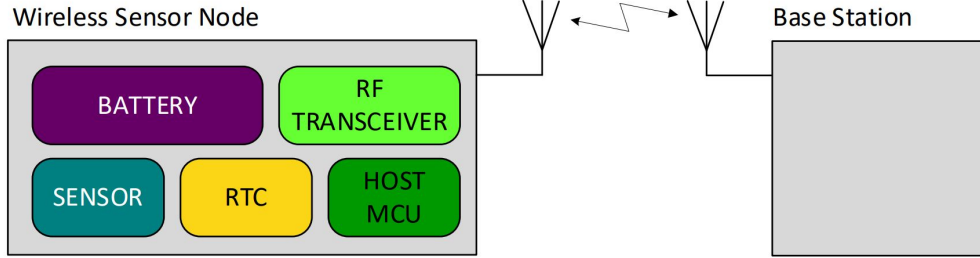 Wireless Sensor Node
Base Station
BATTERY
RF
TRANSCEIVER
SENSOR
RTC
HOST
MCU